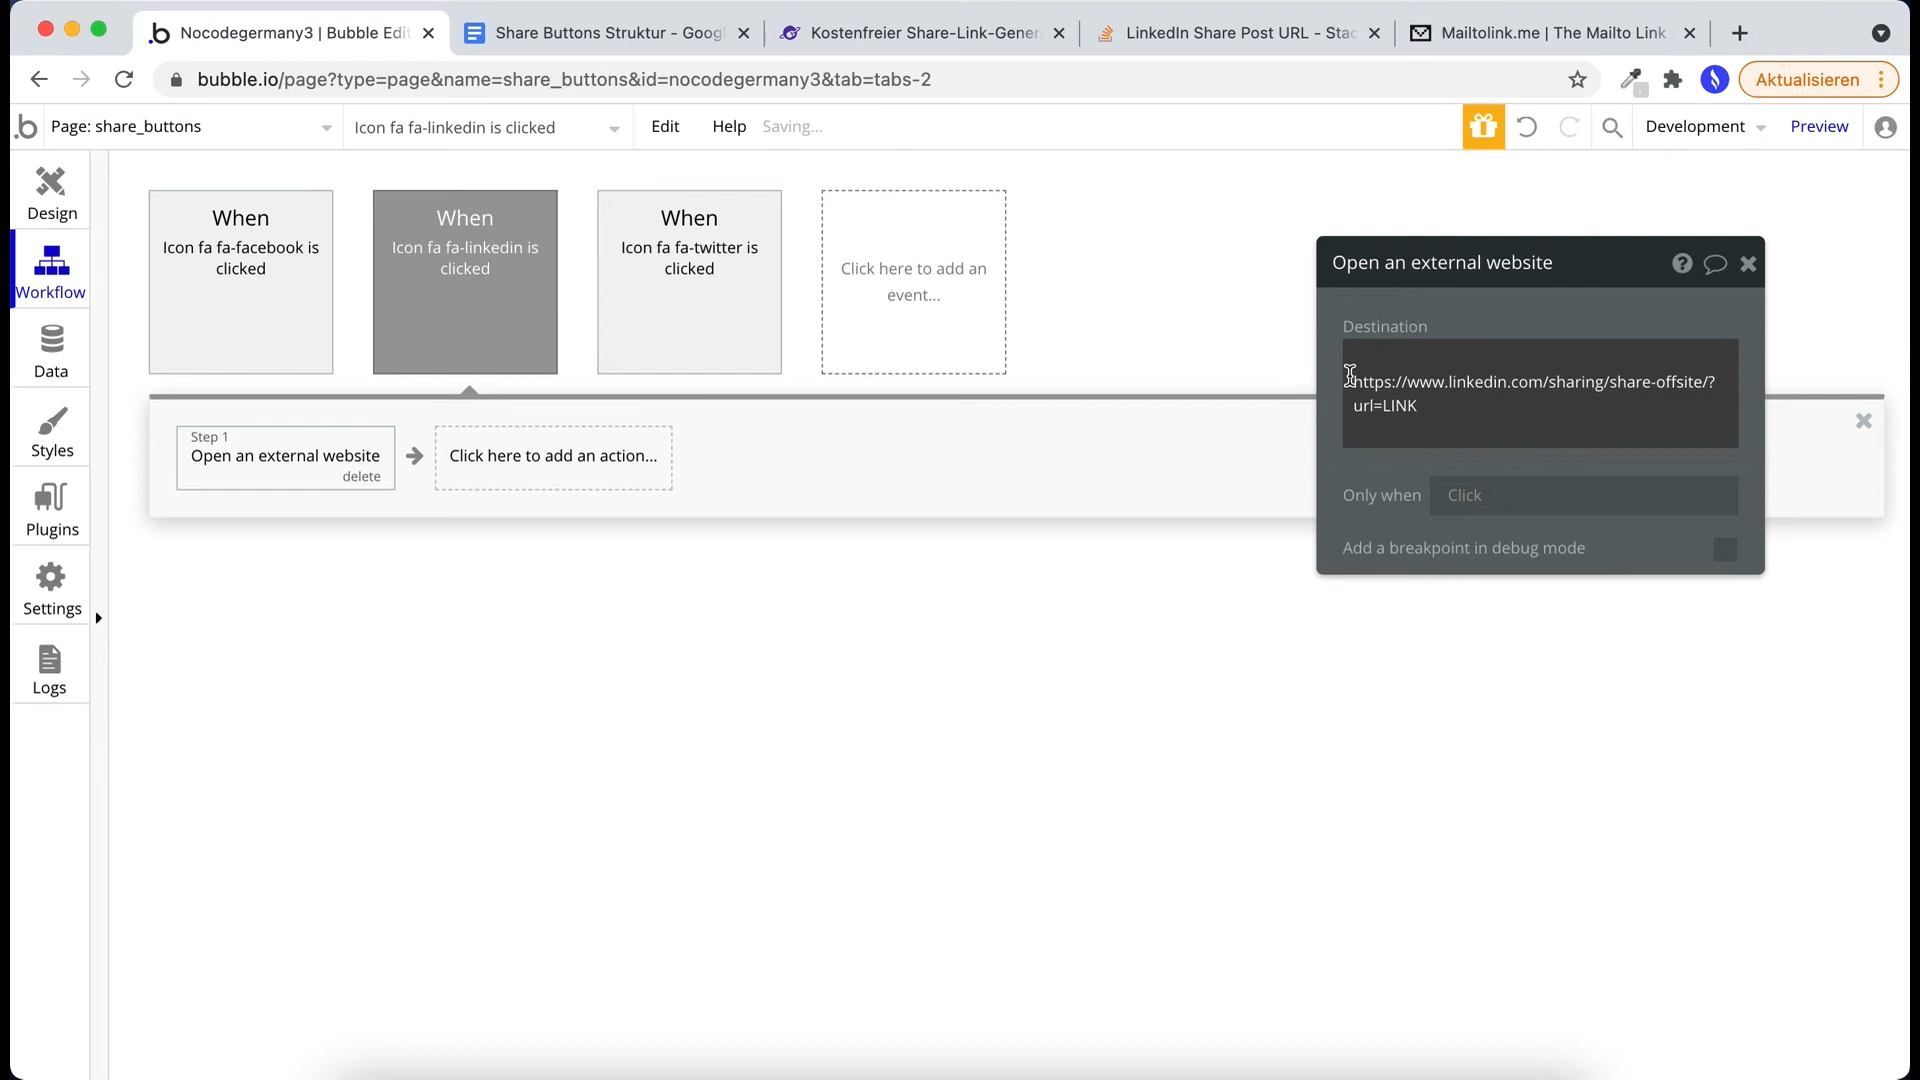 Nocodegermany3 | Bubble Edit
Share Buttons Struktur - Goog
Kostenfreier Share-Link-Gener
LinkedIn Share Post URL - Stac
Mailtolink.me | The Mailto Link
bubble.io/page?type=page&name=share_buttons&id=nocodegermany3&tab=tabs-2
Aktualisieren
Page: share_buttons
Icon fa fa-linkedin is clicked
Edit
Help
Saving...
Development
Preview
Design
Workflow
Data
Styles
Plugins
Settings
Logs
When
Icon fa fa-facebook is
clicked
When
Icon fa fa-linkedin is
clicked
When
Icon fa fa-twitter is
clicked
Click here to add an
event...
Step 1
Open an external website
delete
Click here to add an action...
Open an external website
Destination
https://www.linkedin.com/sharing/share-offsite/?
url=LINK
Only when
Click
Add a breakpoint in debug mode